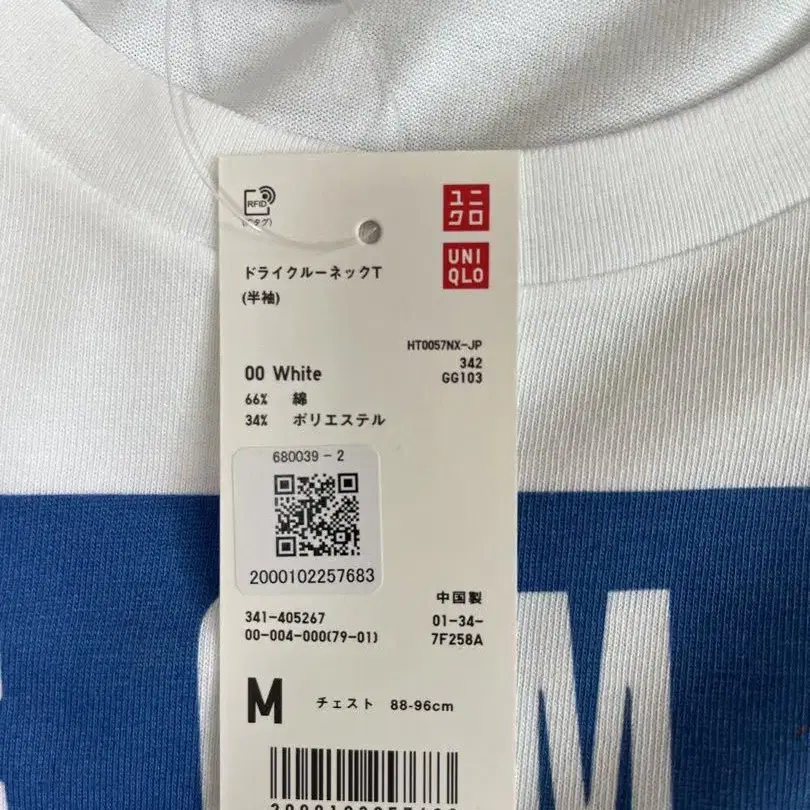 RFID
ユニ
クロ
UNI
QLO
ドライクルーネックT
(半袖)
HT0057NX-JP
342
GG103
00 White
66% 綿
34% ポリエステル
680039-2
2000102257683
中国製
341-405267
01-34-
00-004-000(79-01)
7F258A
M
チェスト 88-96cm
M